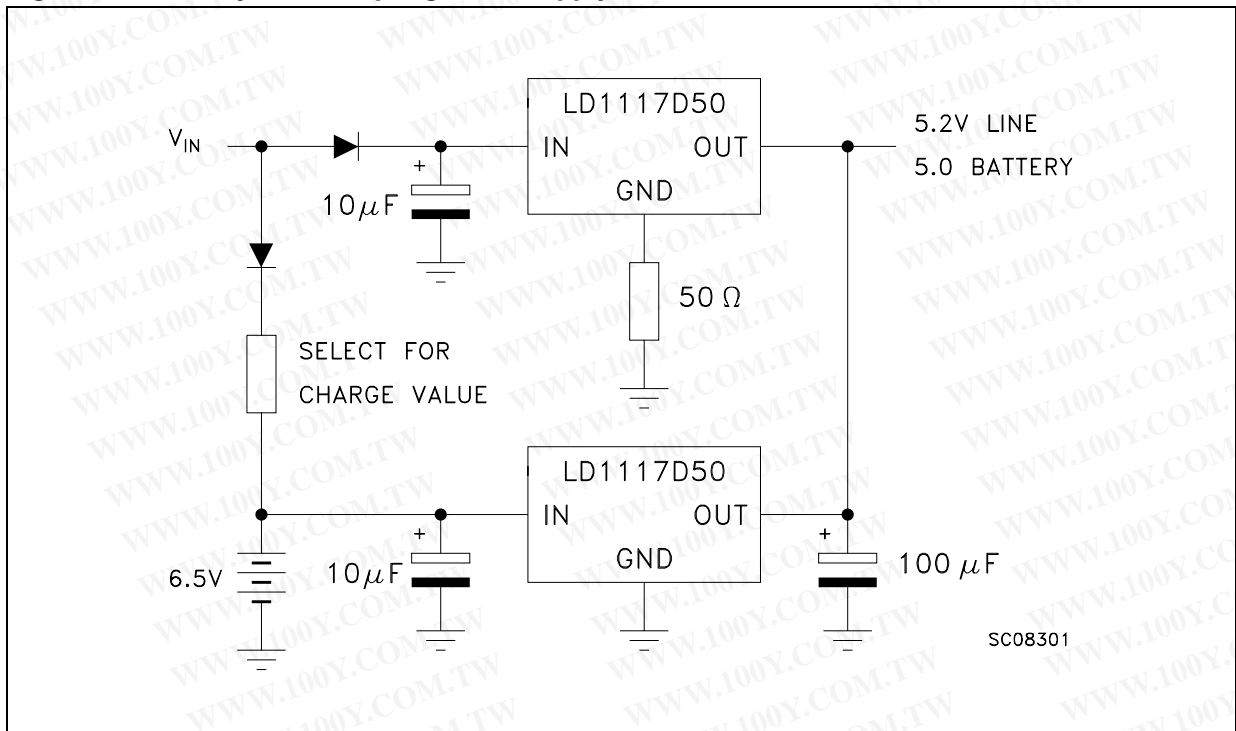 LD1117D50
V_IN
IN
OUT
5.2V LINE
5.0 BATTERY
+
10μF
GND
50 Ω
SELECT FOR
CHARGE VALUE
LD1117D50
IN
OUT
+
+
GND
6.5V
10μF
100 μF
SC08301
WWW.100Y.COM.TW